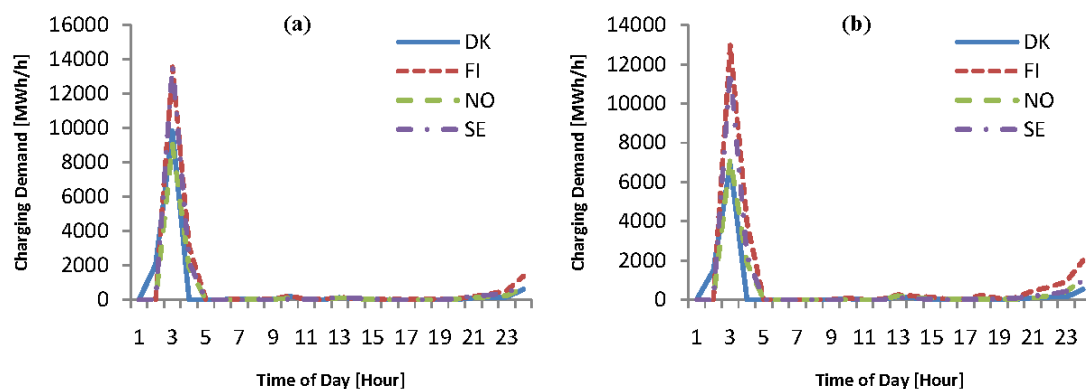 (a)
Charging Demand [MWh/h]
16000
14000
12000
10000
8000
6000
4000
2000
0
DK
FI
NO
SE
1 3 5 7 9 11 13 15 17 19 21 23
Time of Day [Hour]
(b)
Charging Demand [MWh/h]
14000
12000
10000
8000
6000
4000
2000
0
DK
FI
NO
SE
1 3 5 7 9 11 13 15 17 19 21 23
Time of Day [Hour]